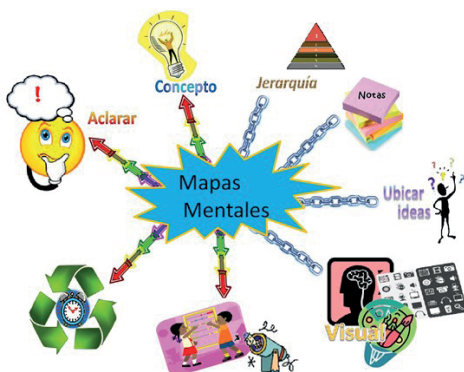 Concepto
Jerarquía
Notas
!
Aclarar
Mapas
Mentales
Ubicar
ideas
Visual